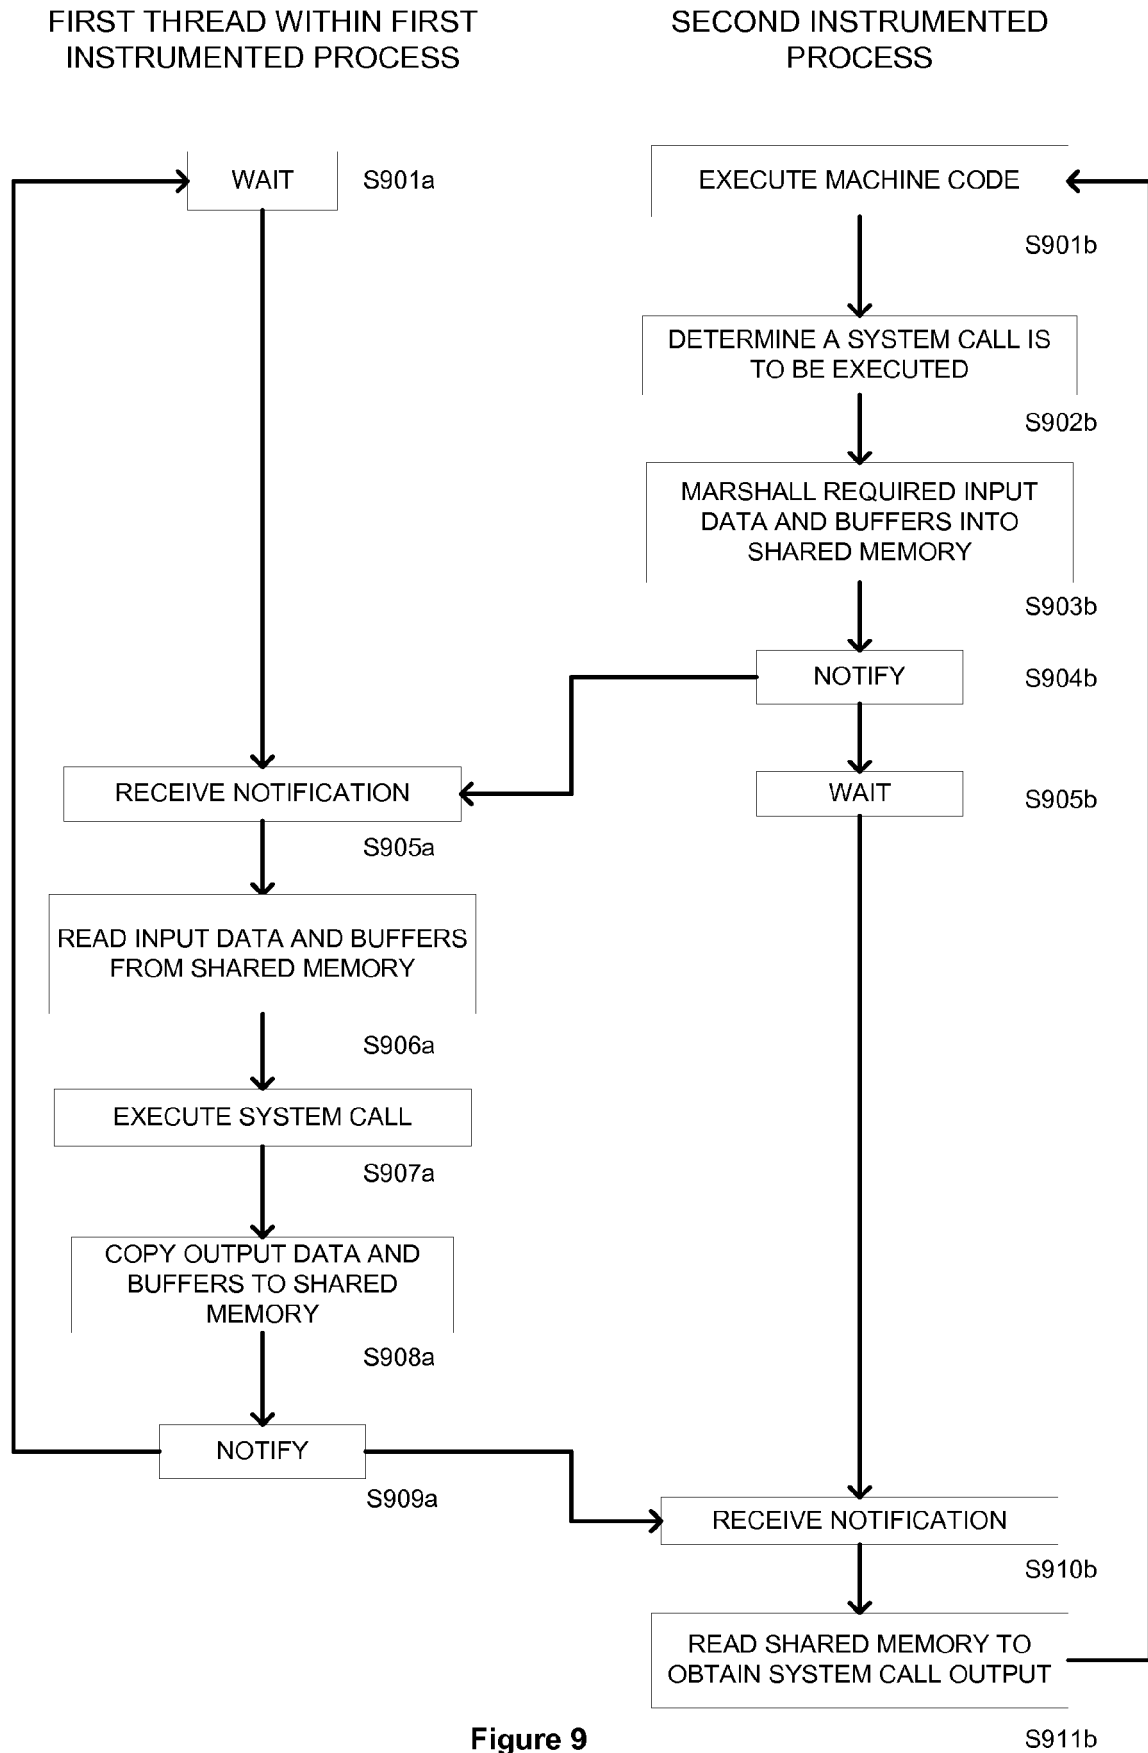 FIRST THREAD WITHIN FIRST
INSTRUMENTED PROCESS
SECOND INSTRUMENTED
PROCESS
WAIT
S901a
EXECUTE MACHINE CODE
S901b
DETERMINE A SYSTEM CALL IS
TO BE EXECUTED
S902b
MARSHALL REQUIRED INPUT
DATA AND BUFFERS INTO
SHARED MEMORY
S903b
NOTIFY
S904b
RECEIVE NOTIFICATION
S905a
WAIT
S905b
READ INPUT DATA AND BUFFERS
FROM SHARED MEMORY
S906a
EXECUTE SYSTEM CALL
S907a
COPY OUTPUT DATA AND
BUFFERS TO SHARED
MEMORY
S908a
NOTIFY
S909a
RECEIVE NOTIFICATION
S910b
READ SHARED MEMORY TO
OBTAIN SYSTEM CALL OUTPUT
S911b
Figure 9